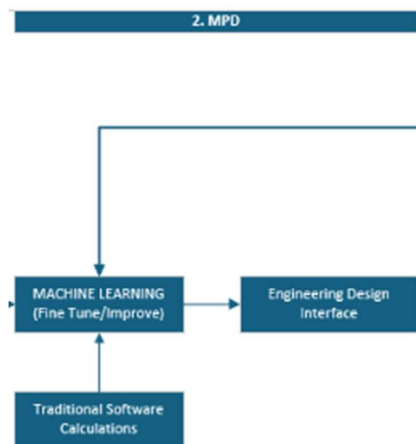 2. MPD
MACHINE LEARNING
(Fine Tune/Improve)
Engineering Design
Interface
Traditional Software
Calculations